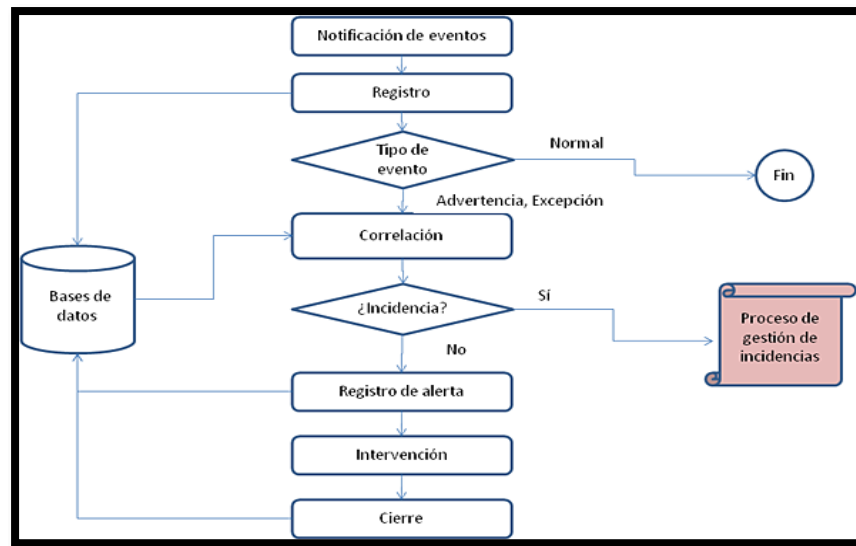 Notificación de eventos
Registro
Tipo de
evento
Normal
Fin
Advertencia, Excepción
Correlación
Bases de
datos
¿Incidencia?
Sí
Proceso de
gestión de
incidencias
No
Registro de alerta
Intervención
Cierre